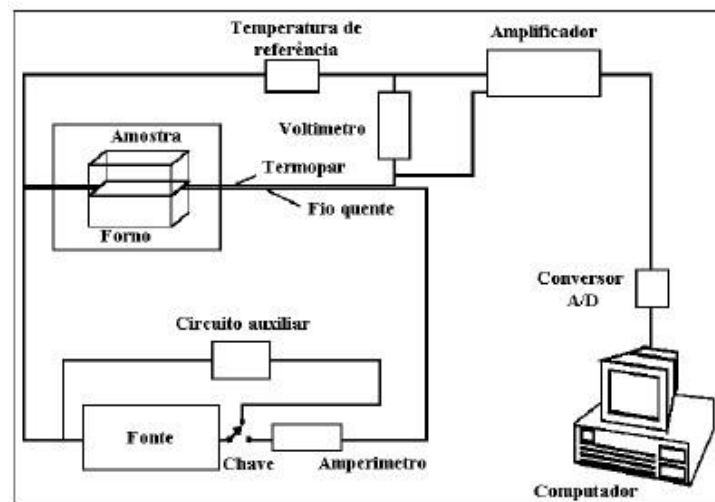 Temperatura de
referência
Amplificador
Voltímetro
Amostra
Termopar
Fio quente
Forno
Conversor
A/D
Circuito auxiliar
Fonte
Chave
Amperímetro
Computador